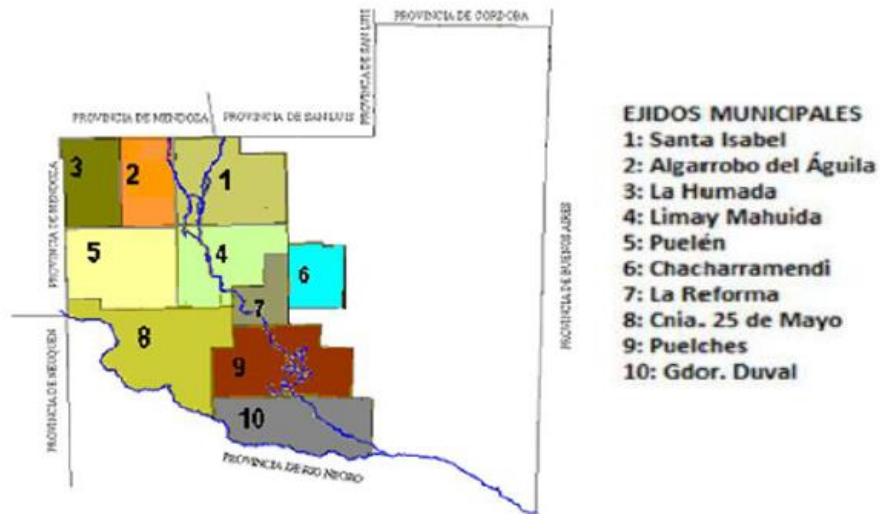 PROVINCIA DE CORDOBA
PROVINCIA DE SAN LUIS
PROVINCIA DE MENDOZA
PROVINCIA DE SAN LUIS
PROVINCIA DE MENDOZA
PROVINCIA DE BUENOS AIRES
PROVINCIA DE NEUQUEN
PROVINCIA DE RIO NEGRO
3
2
1
5
4
6
7
8
9
10
EJIDOS MUNICIPALES
1: Santa Isabel
2: Algarrobo del Águila
3: La Humada
4: Limay Mahuida
5: Puelén
6: Chacharramendi
7: La Reforma
8: Cnia. 25 de Mayo
9: Puelches
10: Gdor. Duval